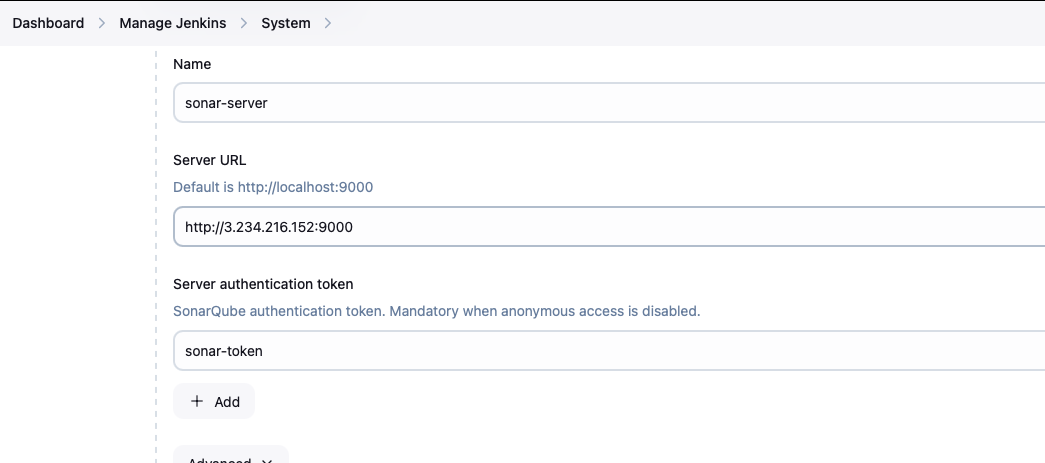 Dashboard > Manage Jenkins > System >
Name
sonar-server
Server URL
Default is http://localhost:9000
http://3.234.216.152:9000
Server authentication token
SonarQube authentication token. Mandatory when anonymous access is disabled.
sonar-token
+ Add
Advanced